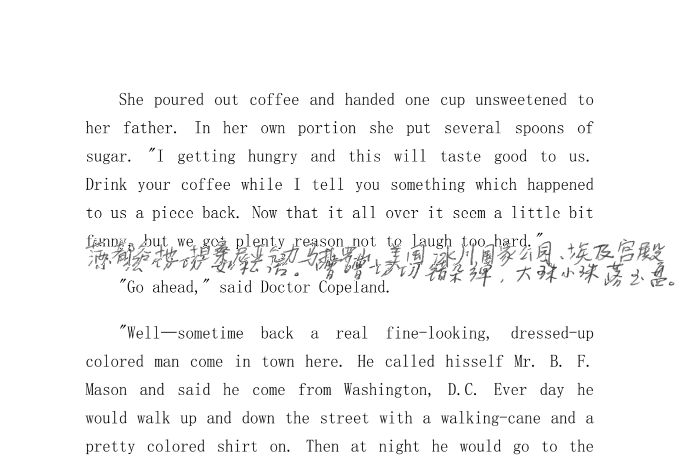 She poured out coffee and handed one cup unsweetened to
her father. In her own portion she put several spoons of
sugar. "I getting hungry and this will taste good to us.
Drink your coffee while I tell you something which happened
to us a piece back. Now that it all over it seem a little bit
funny, but we got plenty reason not to laugh too hard."
美国冰川国家公园、埃及宫殿
嘈嘈切切错杂弹，大珠小珠落玉盘。
"Go ahead," said Doctor Copeland.
"Well—sometime back a real fine-looking, dressed-up
colored man come in town here. He called hisself Mr. B. F.
Mason and said he come from Washington, D.C. Ever day he
would walk up and down the street with a walking-cane and a
pretty colored shirt on. Then at night he would go to the